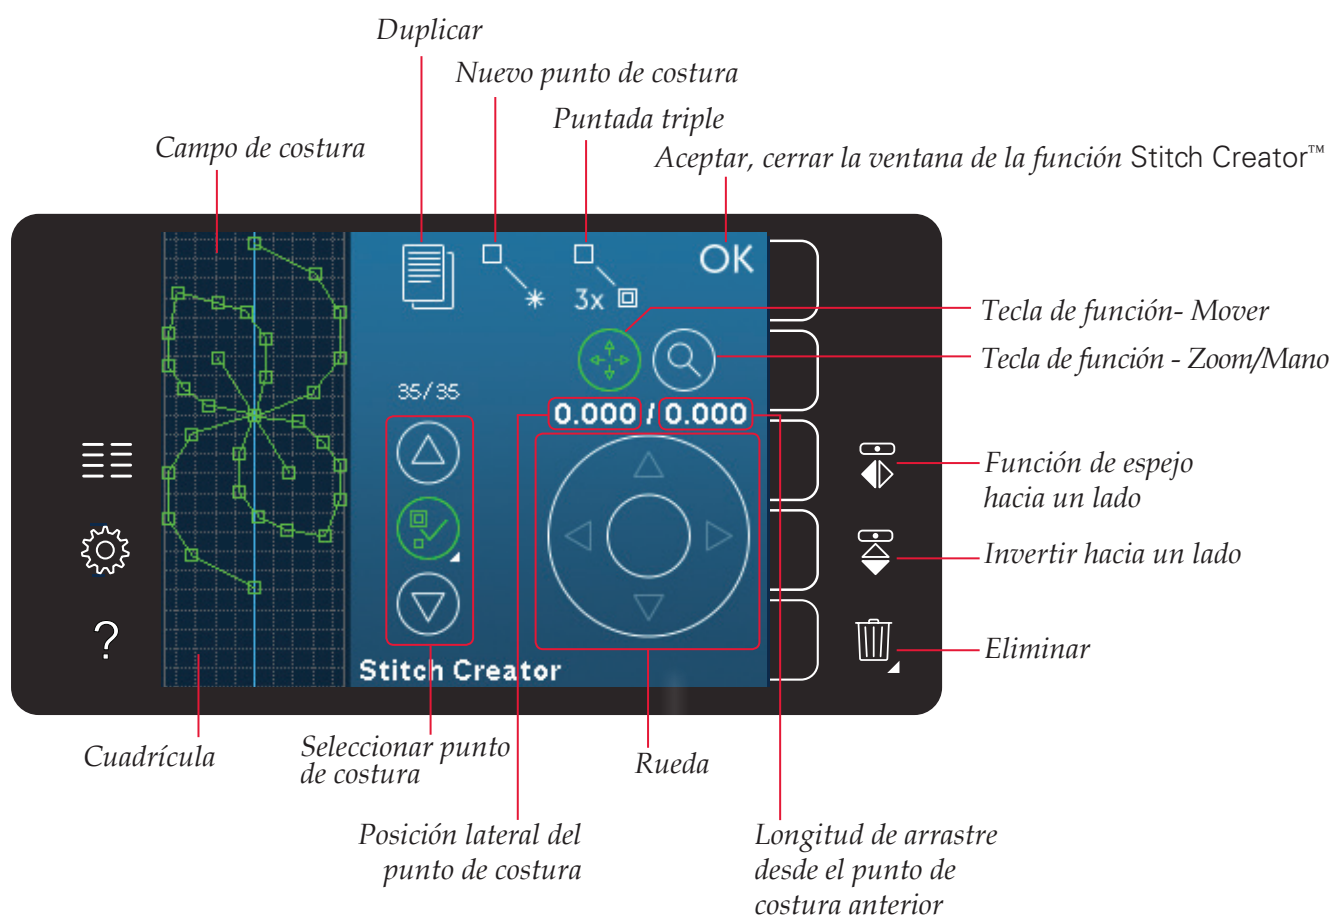 Duplicar
Nuevo punto de costura
Puntada triple
Campo de costura
Aceptar, cerrar la ventana de la función Stitch Creator™
OK
3x
Tecla de función- Mover
Tecla de función - Zoom/Mano
35/35
0.000 / 0.000
Función de espejo
hacia un lado
Invertir hacia un lado
?
Eliminar
Stitch Creator
Cuadrícula
Seleccionar punto
de costura
Rueda
Posición lateral del
punto de costura
Longitud de arrastre
desde el punto de
costura anterior